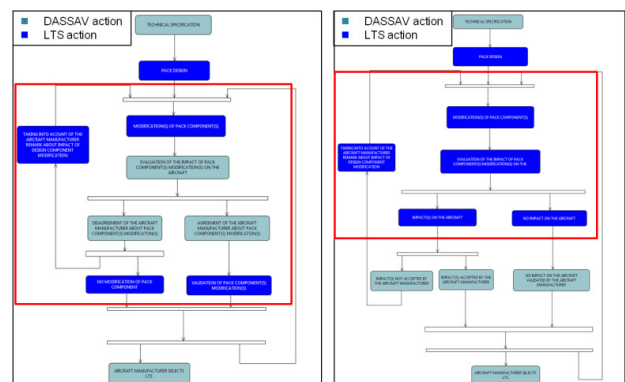 DASSAV action
LTS action
TECHNICAL SPECIFICATION
PACK DESIGN
MODIFICATION(S) OF PACK COMPONENT(S)
TAKING INTO ACOUNT OF THE
AIRCRAFT MANUFACTURER
REMARK ABOUT IMPACT OF
DESIGN COMPONENT
MODIFICATION
EVALUATION OF THE IMPACT OF PACK
COMPONENT(S) MODIFICATION(S) ON THE
AIRCRAFT
DISAGREEMENT OF THE AIRCRAFT
MANUFACTURER ABOUT PACK
COMPONENT(S) MODIFICATION(S)
AGREEMENT OF THE AIRCRAFT
MANUFACTURER ABOUT PACK
COMPONENT(S) MODIFICATION(S)
NO MODIFICATION OF PACK
COMPONENT
VALIDATION OF PACK COMPONENT(S)
MODIFICATION(S)
AIRCRAFT MANUFACTURER SELECTS
LTS
DASSAV action
LTS action
TECHNICAL SPECIFICATION
PACK DESIGN
MODIFICATION(S) OF PACK COMPONENT(S)
TAKING INTO ACOUNT OF THE
AIRCRAFT MANUFACTURER
REMARK ABOUT IMPACT OF
DESIGN COMPONENT
MODIFICATION
EVALUATION OF THE IMPACT OF PACK
COMPONENT(S) MODIFICATION(S) ON THE
IMPACT(S) ON THE AIRCRAFT
NO IMPACT ON THE AIRCRAFT
IMPACT(S) NOT ACCEPTED BY
THE AIRCRAFT MANUFACTURER
IMPACT(S) ACCEPTED BY THE
AIRCRAFT MANUFACTURER
NO IMPACT ON THE AIRCRAFT
VALIDATED BY THE AIRCRAFT
MANUFACTURER
AIRCRAFT MANUFACTURER SELECTS
LTS